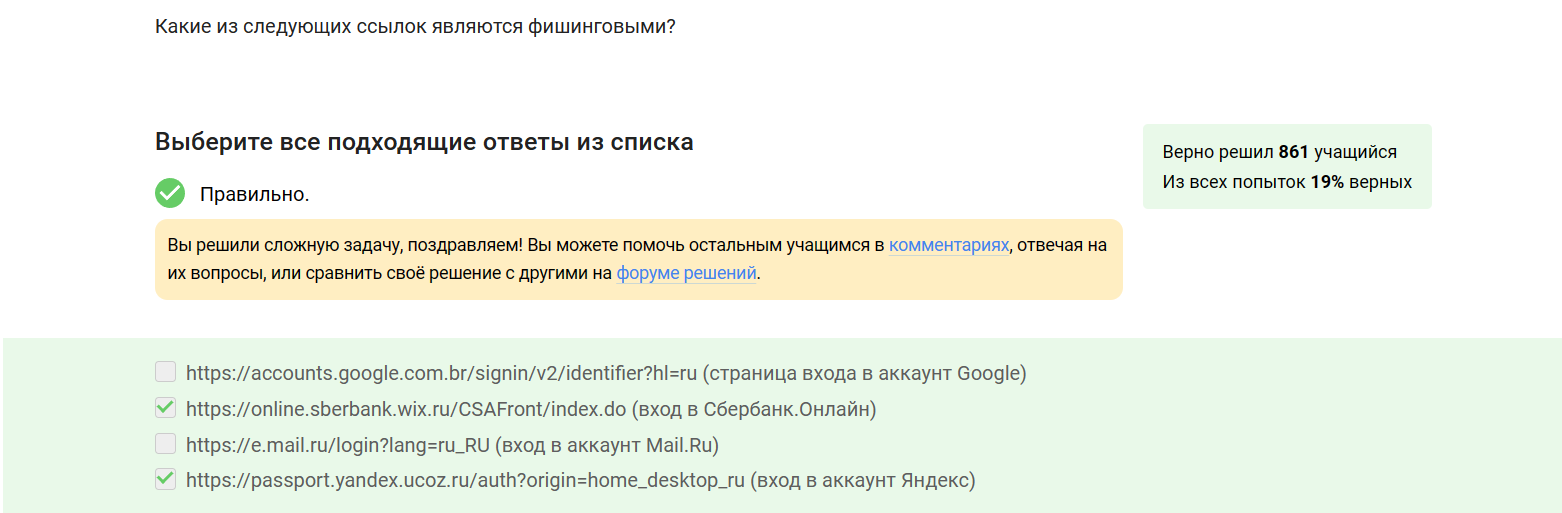 Какие из следующих ссылок являются фишинговыми?
Выберите все подходящие ответы из списка
Верно решил 861 учащийся
Из всех попыток 19% верных
Правильно.
Вы решили сложную задачу, поздравляем! Вы можете помочь остальным учащимся в комментариях, отвечая на
их вопросы, или сравнить своё решение с другими на форуме решений.
https://accounts.google.com.br/signin/v2/identifier?hl=ru (страница входа в аккаунт Google)
https://online.sberbank.wix.ru/CSAFront/index.do (вход в Сбербанк.Онлайн)
https://e.mail.ru/login?lang=ru_RU (вход в аккаунт Mail.Ru)
https://passport.yandex.ucoz.ru/auth?origin=home_desktop_ru (вход в аккаунт Яндекс)